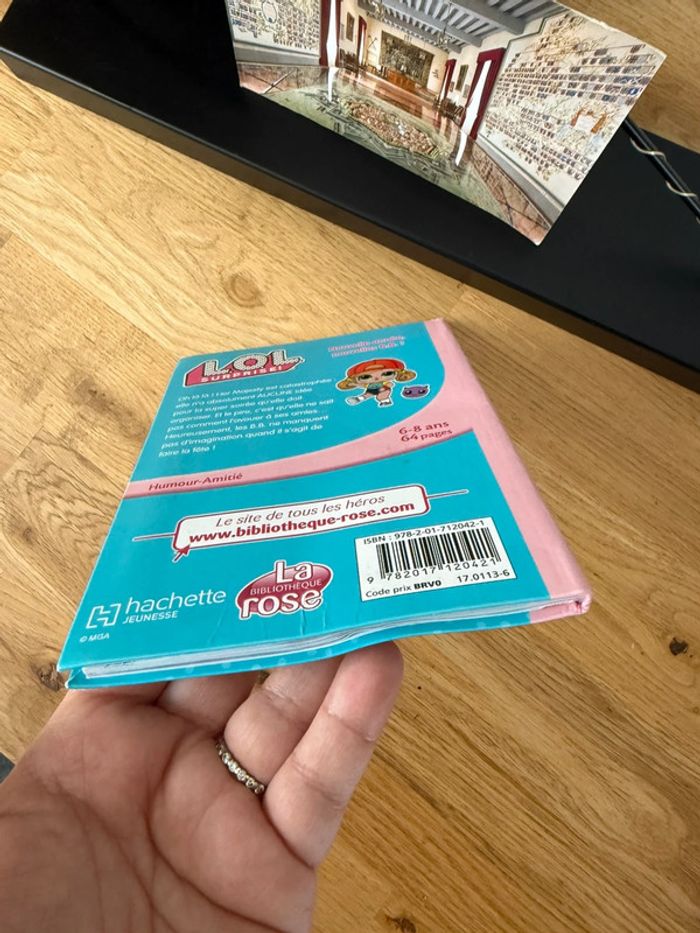 L.O.L.
SURPRISE!
Nouvelle école,
nouvelles B.B. ?
Oh là là ! Her Majesty est catastrophée :
elle n'a absolument AUCUNE idée
pour la super soirée qu'elle doit
organiser. Et le pire, c'est qu'elle ne sait
pas comment l'avouer à ses amies...
Heureusement, les B.B. ne manquent
pas d'imagination quand il s'agit de
faire la fête !
6-8 ans
64 pages
Humour-Amitié
Le site de tous les héros
www.bibliotheque-rose.com
ISBN : 978-2-01-712042-1
9 782017 120421
Code prix BRV0 17.0113-6
hachette
JEUNESSE
La
BIBLIOTHÈQUE
rose
© MGA